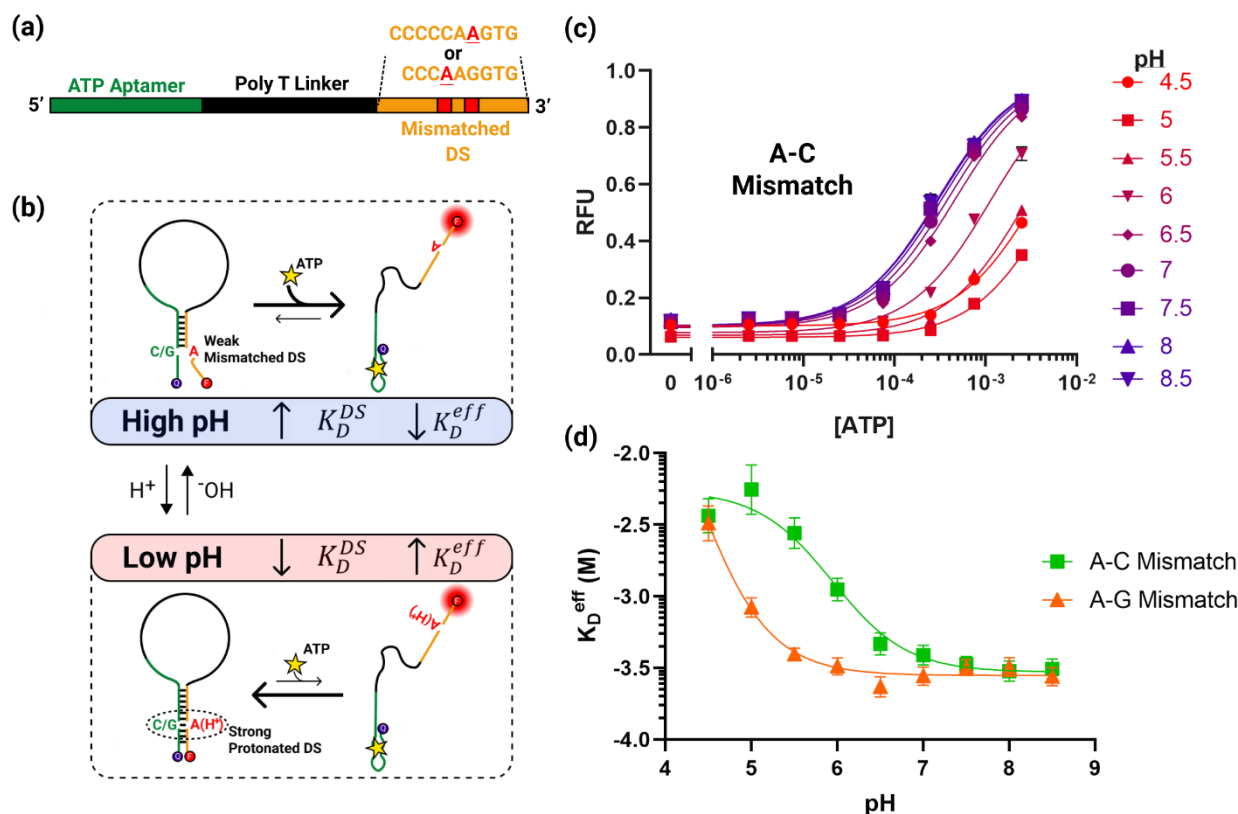 (a)
CCCCCAAGTG
or
CCCAAGGTG
ATP Aptamer
Poly T Linker
5’
3’
Mismatched
DS
(b)
ATP
C/G
A
Weak
Mismatched DS
Q
F
F
A
Q
High pH
↑ K_D^DS ↓ K_D^eff
H⁺
⁻OH
Low pH
↓ K_D^DS ↑ K_D^eff
ATP
C/G
A(H⁺)
Strong
Protonated DS
Q
F
F
A(H⁺)
Q
(c)
1.0
0.8
0.6
0.4
0.2
0.0
RFU
A-C
Mismatch
0
10⁻⁶
10⁻⁵
10⁻⁴
10⁻³
10⁻²
[ATP]
pH
4.5
5
5.5
6
6.5
7
7.5
8
8.5
(d)
-2.0
-2.5
-3.0
-3.5
-4.0
K_D^eff (M)
4
5
6
7
8
9
pH
A-C Mismatch
A-G Mismatch